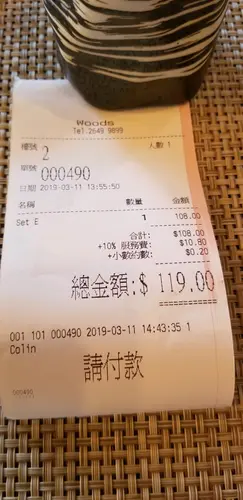 Woods
Tel 2648 9899
檯號 2 人數 1
單號 000490
日期 2019-03-11 13:55:50
名稱 數量 金額
Set E 1 108.00
合計: $108.00
+10% 服務費: $10.80
+小數的數: $0.20
總金額:$ 119.00
001 101 000490 2019-03-11 14:43:35 1
Colin
請付款
000490